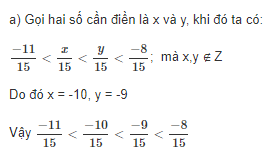 a) Gọi hai số cần điền là x và y, khi đó ta có:
-11/15 < x/15 < y/15 < -8/15; mà x,y ∉ Z
Do đó x = -10, y = -9
Vậy -11/15 < -10/15 < -9/15 < -8/15